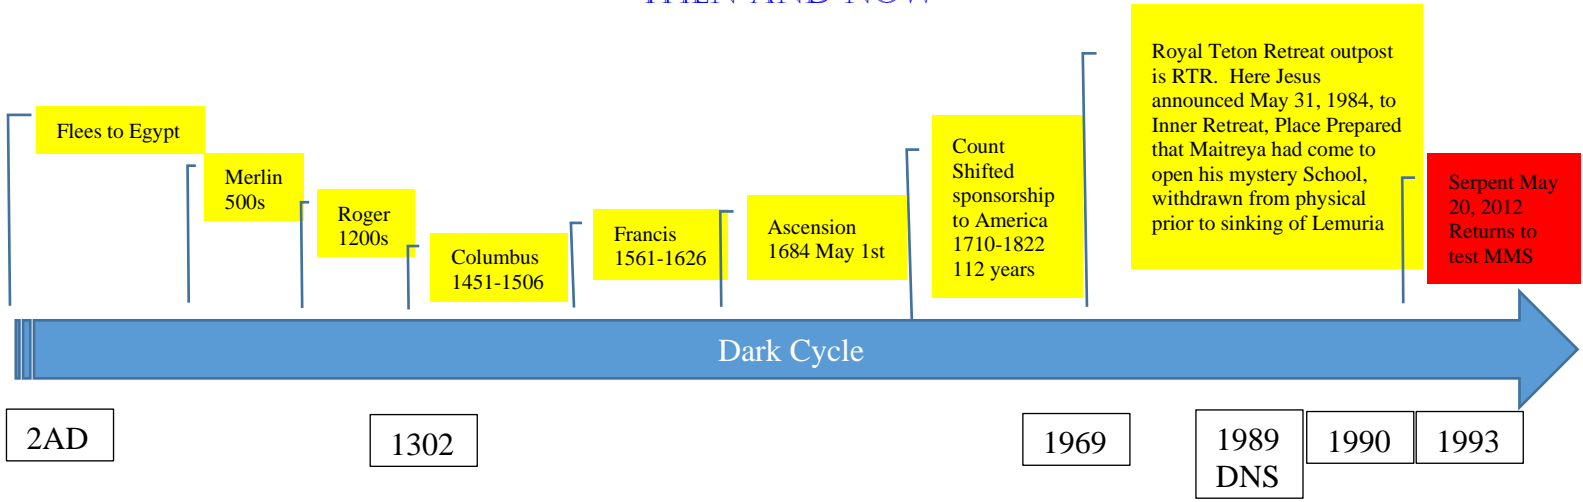 THEN AND NOW
Flees to Egypt
Merlin
500s
Roger
1200s
Columbus
1451-1506
Francis
1561-1626
Ascension
1684 May 1st
Count
Shifted
sponsorship
to America
1710-1822
112 years
Royal Teton Retreat outpost
is RTR.  Here Jesus
announced May 31, 1984, to
Inner Retreat, Place Prepared
that Maitreya had come to
open his mystery School,
withdrawn from physical
prior to sinking of Lemuria
Serpent May
20, 2012
Returns to
test MMS
Dark Cycle
2AD
1302
1969
1989
DNS
1990
1993